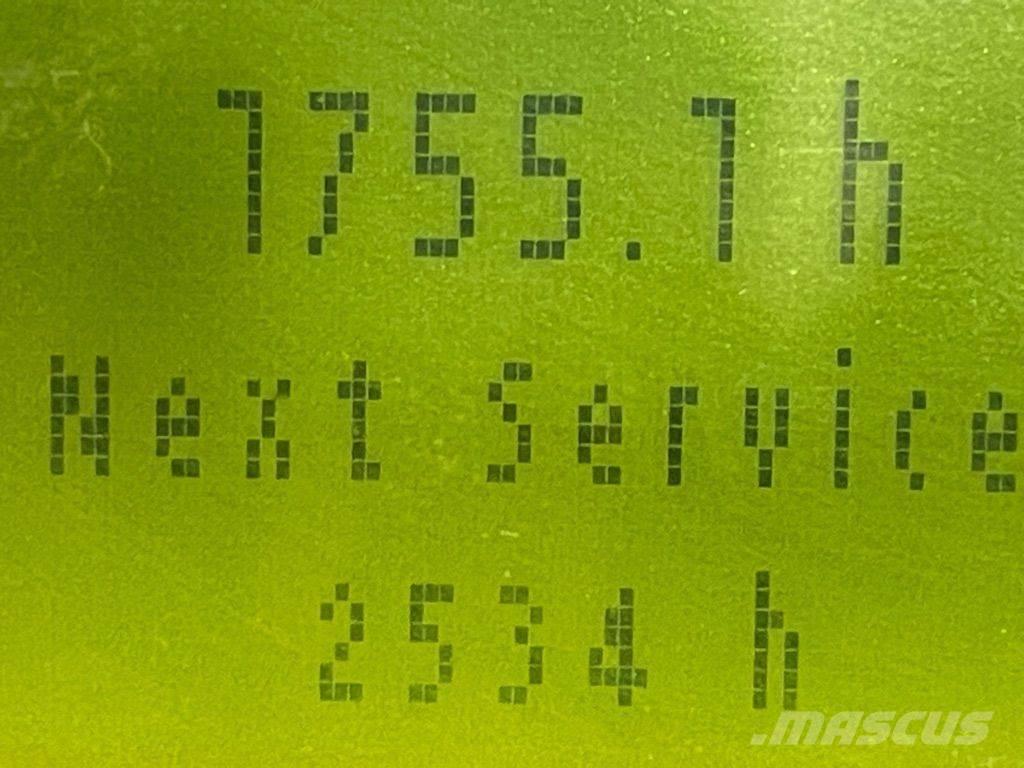 1755.1 h
Next Service
2534 h
.mascus